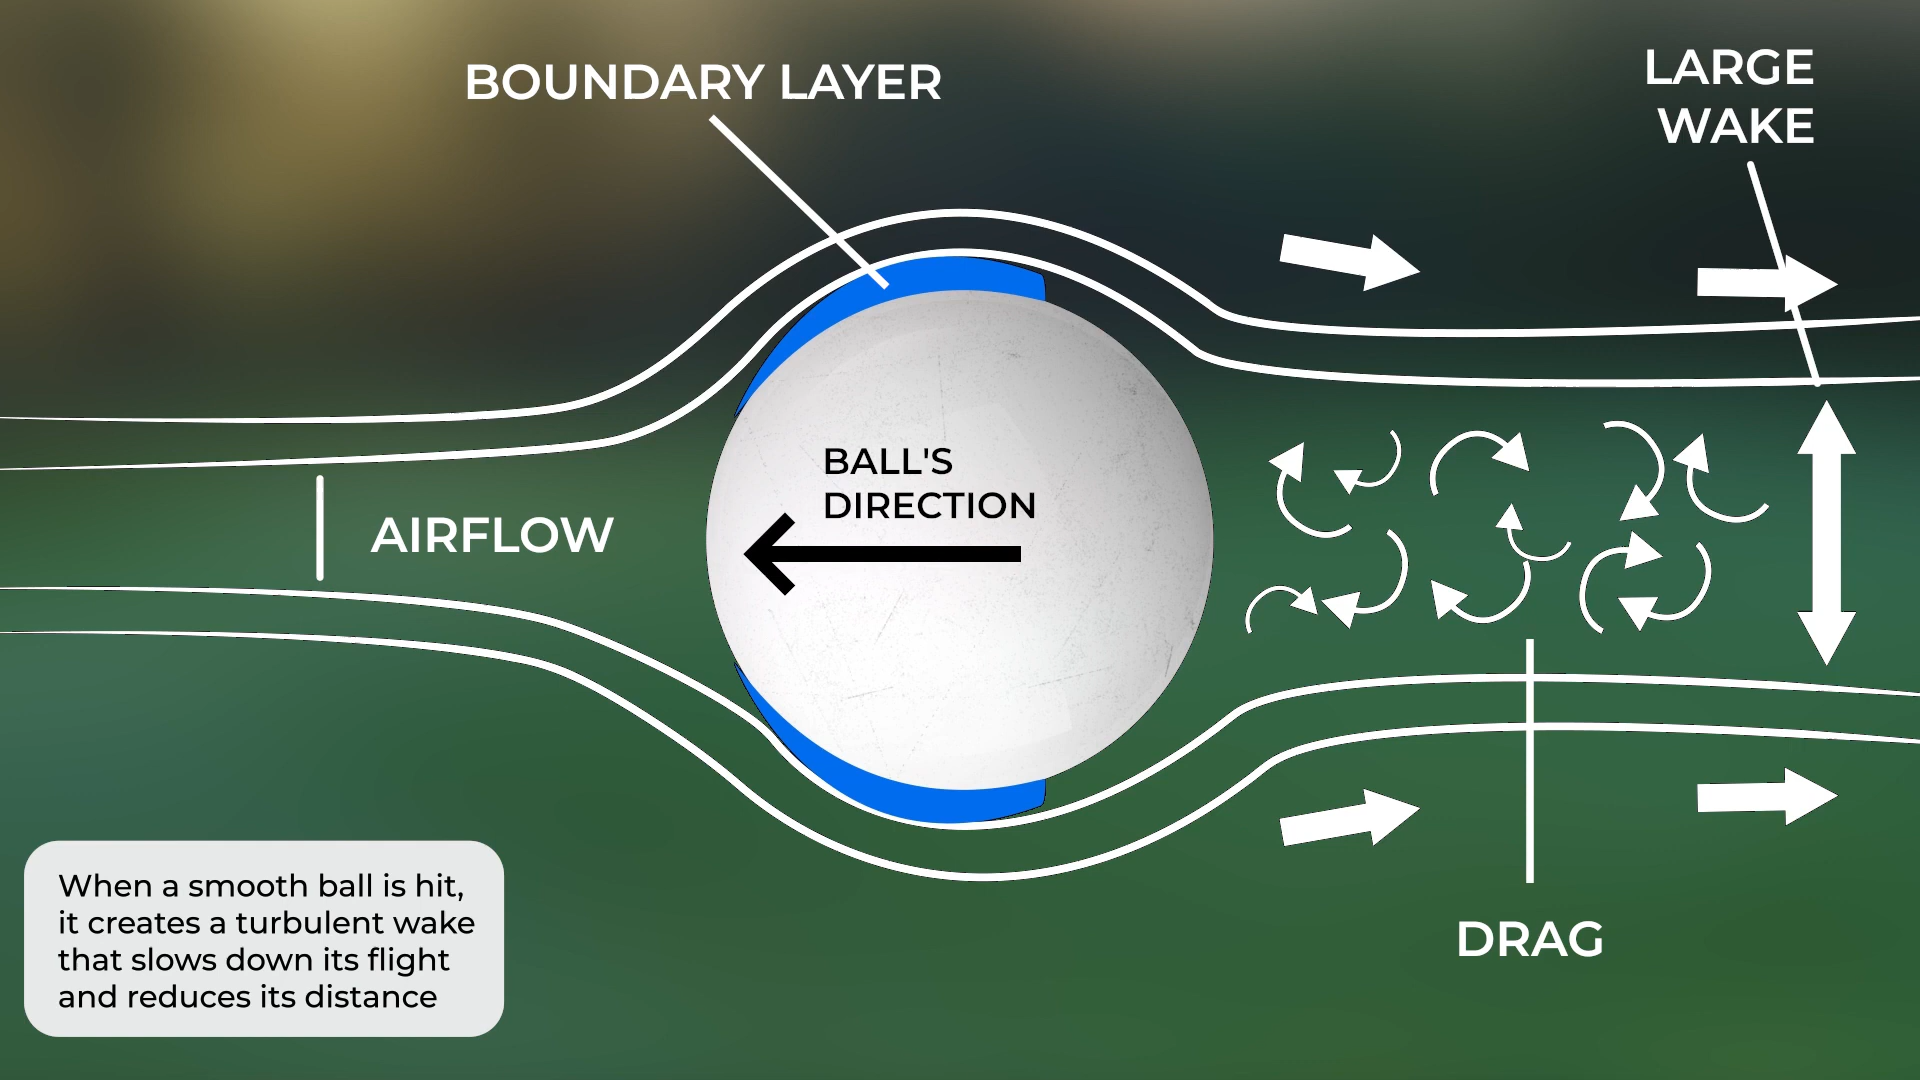 BOUNDARY LAYER
LARGE
WAKE
BALL'S
DIRECTION
AIRFLOW
When a smooth ball is hit,
it creates a turbulent wake
that slows down its flight
and reduces its distance
DRAG